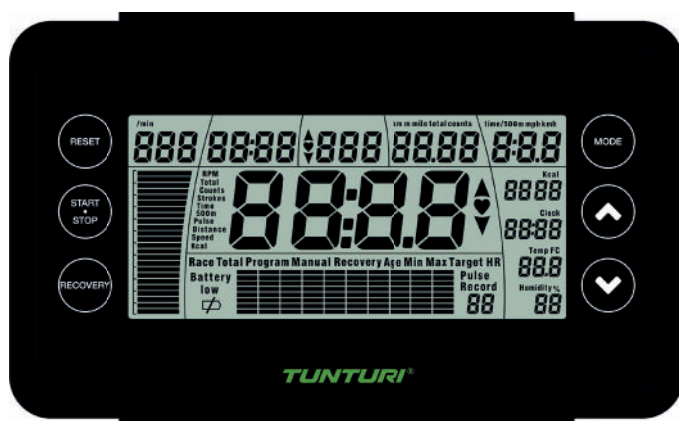 /min
km m mile total counts
time/500m mph kmh
RESET
888
88:88
888
88.88
8:8.8
MODE
RPM
Total
Counts
Strokes
Time
500m
Pulse
Distance
Speed
Kcal
88:8.8
Kcal
8888
START
•
STOP
Clock
88:88
Temp FC
88.8
Race Total Program Manual Recovery Age Min Max Target HR
Battery
low
Pulse
Record
88
Humidity%
88
RECOVERY
TUNTURI®